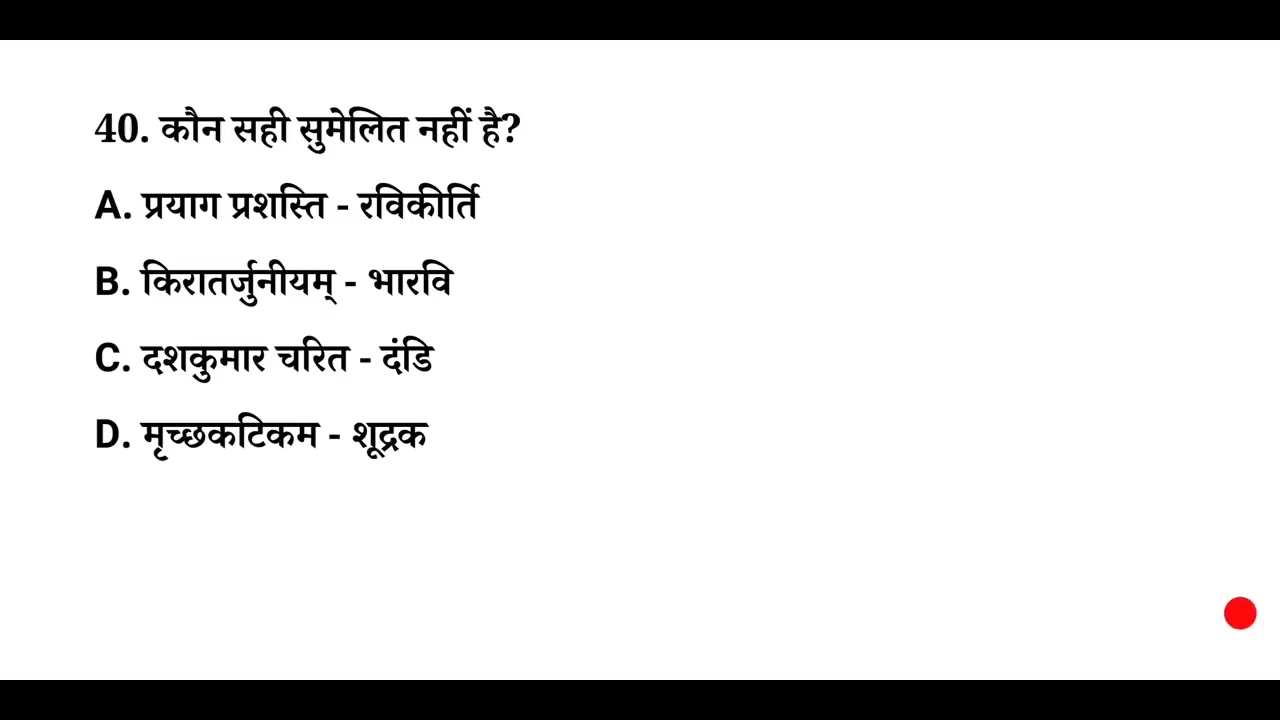 40. कौन सही सुमेलित नहीं है?
A. प्रयाग प्रशस्ति - रविकीर्ति
B. किरातर्जुनीयम् - भारवि
C. दशकुमार चरित - दंडि
D. मृच्छकटिकम - शूद्रक